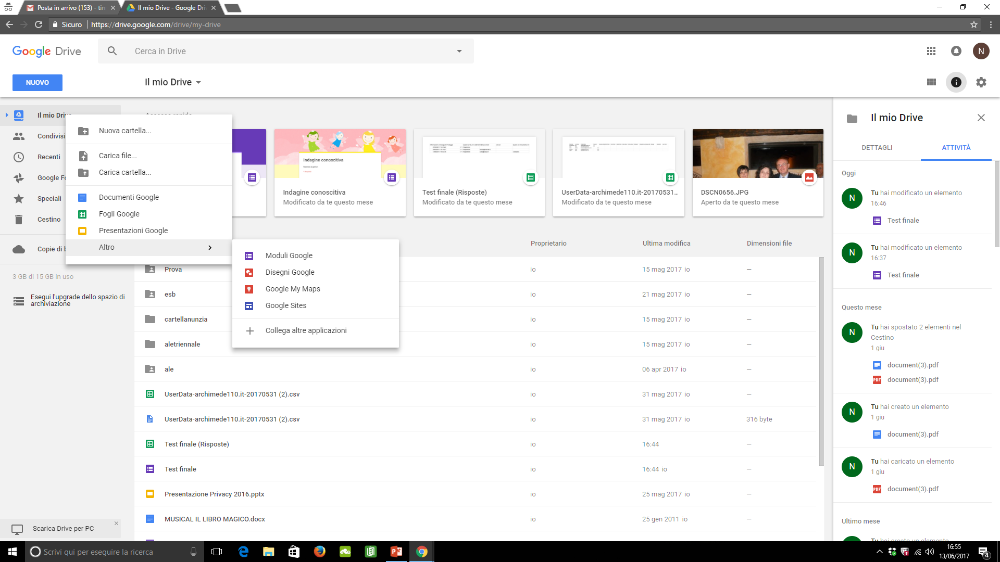 Posta in arrivo (153) - tin
Il mio Drive - Google Dri
Sicuro
https://drive.google.com/drive/my-drive
Google Drive
Cerca in Drive
N
NUOVO
Il mio Drive
Il mio Drive
Condivisi
Recenti
Google Fo
Speciali
Cestino
Copie di b
3 GB di 15 GB in uso
Esegui l'upgrade dello spazio di
archiviazione
Scarica Drive per PC
Nuova cartella...
Carica file...
Carica cartella...
Documenti Google
Fogli Google
Presentazioni Google
Altro
Moduli Google
Disegni Google
Google My Maps
Google Sites
Collega altre applicazioni
Accesso rapido
Indagine conoscitiva
Indagine conoscitiva
Modificato da te questo mese
Test finale (Risposte)
Modificato da te questo mese
UserData-archimede110.it-20170531...
Modificato da te questo mese
DSCN0656.JPG
Aperto da te questo mese
Proprietario Ultima modifica Dimensioni file
Prova io 15 mag 2017 io —
esb io 21 mag 2017 io —
cartellanunzia io 15 mag 2017 io —
aletriennale io 15 mag 2017 io —
ale io 06 apr 2017 io —
UserData-archimede110.it-20170531 (2).csv io 31 mag 2017 io —
UserData-archimede110.it-20170531 (2).csv io 31 mag 2017 io 316 byte
Test finale (Risposte) io 16:44 —
Test finale io 16:44 io —
Presentazione Privacy 2016.pptx io 25 mag 2017 io —
MUSICAL IL LIBRO MAGICO.docx io 25 gen 2011 io —
Il mio Drive
DETTAGLI ATTIVITÀ
Oggi
N
Tu hai modificato un elemento
16:46
Test finale
N
Tu hai modificato un elemento
16:37
Test finale
Questo mese
N
Tu hai spostato 2 elementi nel
Cestino
1 giu
document(3).pdf
PDF document(3).pdf
N
Tu hai creato un elemento
1 giu
document(3).pdf
N
Tu hai caricato un elemento
1 giu
PDF document(3).pdf
Ultimo mese
Tu hai creato un elemento
Scrivi qui per eseguire la ricerca
16:55
13/06/2017
4